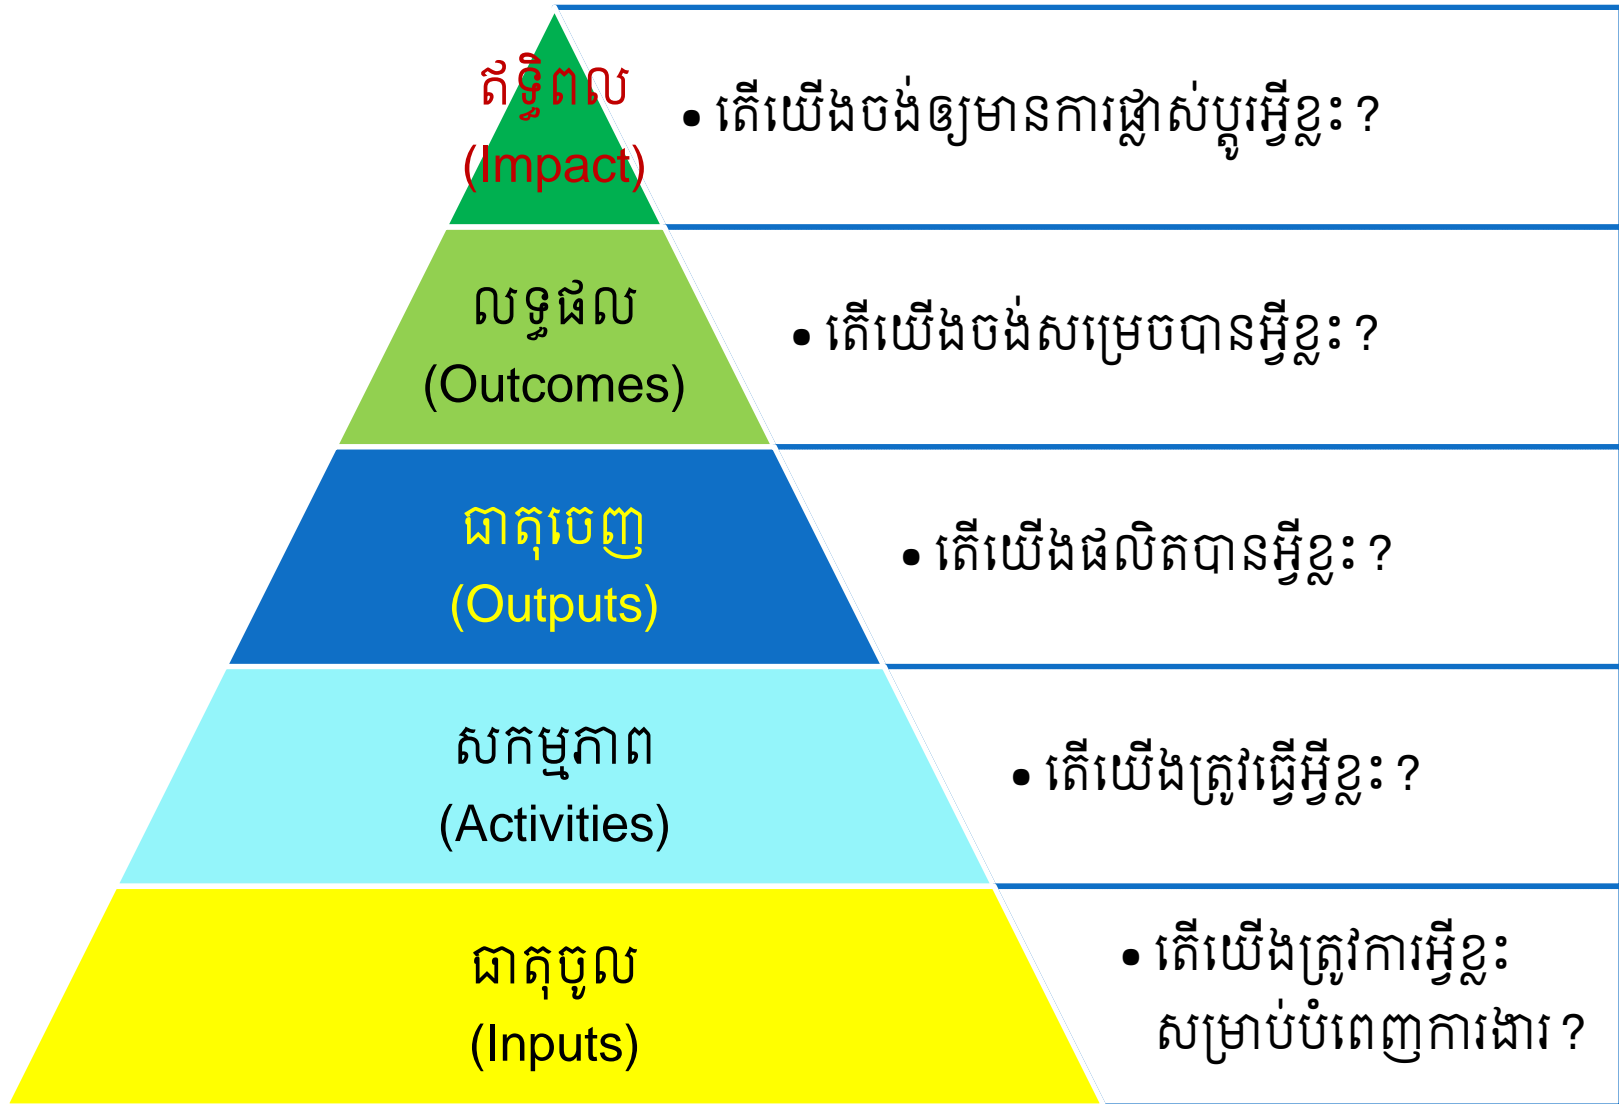 ឥទ្ធិពល
(Impact)
• តើយើងចង់ឲ្យមានការផ្លាស់ប្តូរអ្វីខ្លះ ?
លទ្ធផល
(Outcomes)
• តើយើងចង់សម្រេចបានអ្វីខ្លះ ?
ធាតុចេញ
(Outputs)
• តើយើងផលិតបានអ្វីខ្លះ ?
សកម្មភាព
(Activities)
• តើយើងត្រូវធ្វើអ្វីខ្លះ ?
ធាតុចូល
(Inputs)
• តើយើងត្រូវការអ្វីខ្លះ
សម្រាប់បំពេញការងារ ?